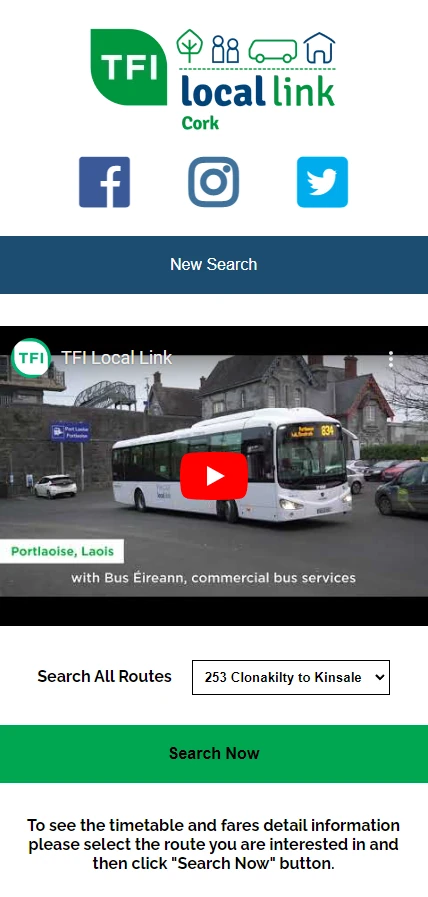 TFI
local link
Cork
New Search
TFI
TFI Local Link
Port Laoise
Portlaoise
834
Portlaoise, Laois
with Bus Éireann, commercial bus services
Search All Routes
253 Clonakilty to Kinsale
Search Now
To see the timetable and fares detail information
please select the route you are interested in and
then click "Search Now" button.